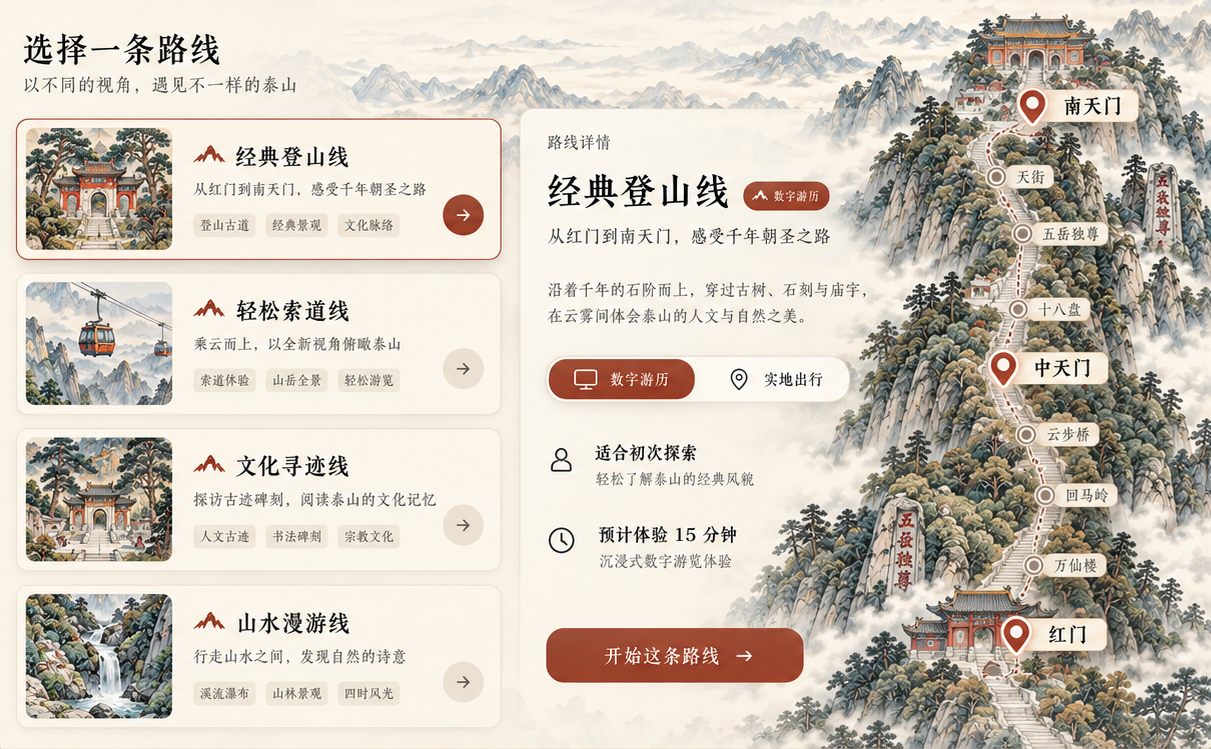 选择一条路线
以不同的视角，遇见不一样的泰山
经典登山线
从红门到南天门，感受千年朝圣之路
登山古道 经典景观 文化脉络
轻松索道线
乘云而上，以全新视角俯瞰泰山
索道体验 山岳全景 轻松游览
文化寻迹线
探访古迹碑刻，阅读泰山的文化记忆
人文古迹 书法碑刻 宗教文化
山水漫游线
行走山水之间，发现自然的诗意
溪流瀑布 山林景观 四时风光
路线详情
经典登山线
数字游历
从红门到南天门，感受千年朝圣之路
沿着千年的石阶而上，穿过古树、石刻与庙宇，
在云雾间体会泰山的人文与自然之美。
数字游历 实地出行
适合初次探索
轻松了解泰山的经典风貌
预计体验 15 分钟
沉浸式数字游览体验
开始这条路线
南天门
天街
五岳独尊
十八盘
中天门
云步桥
回马岭
万仙楼
红门
五岳独尊
五岳独尊